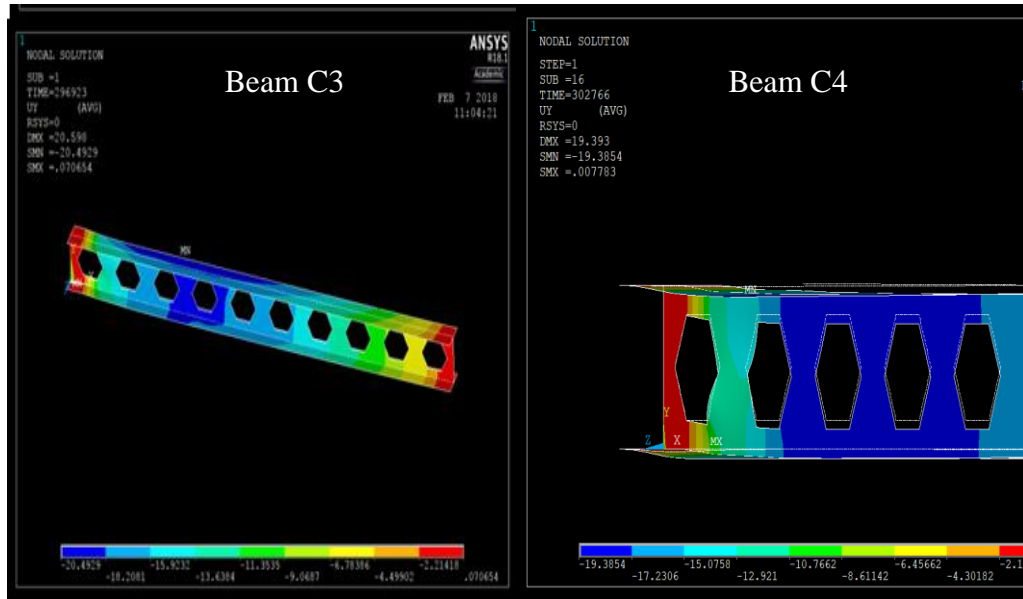 1
NODAL SOLUTION
SUB =1
TIME=296923
UY (AVG)
RSYS=0
DMX =20.598
SMN =-20.4929
SMX =.070654
Beam C3
ANSYS
R18.1
Academic
FEB 7 2018
11:04:21
MN
Y
X
-20.4929
-18.2081
-15.9232
-13.6384
-11.3535
-9.0687
-6.78386
-4.49902
-2.21418
.070654
1
NODAL SOLUTION
STEP=1
SUB =16
TIME=302766
UY (AVG)
RSYS=0
DMX =19.393
SMN =-19.3854
SMX =.007783
Beam C4
MN
Y
Z X MX
-19.3854
-17.2306
-15.0758
-12.921
-10.7662
-8.61142
-6.45662
-4.30182
-2.1